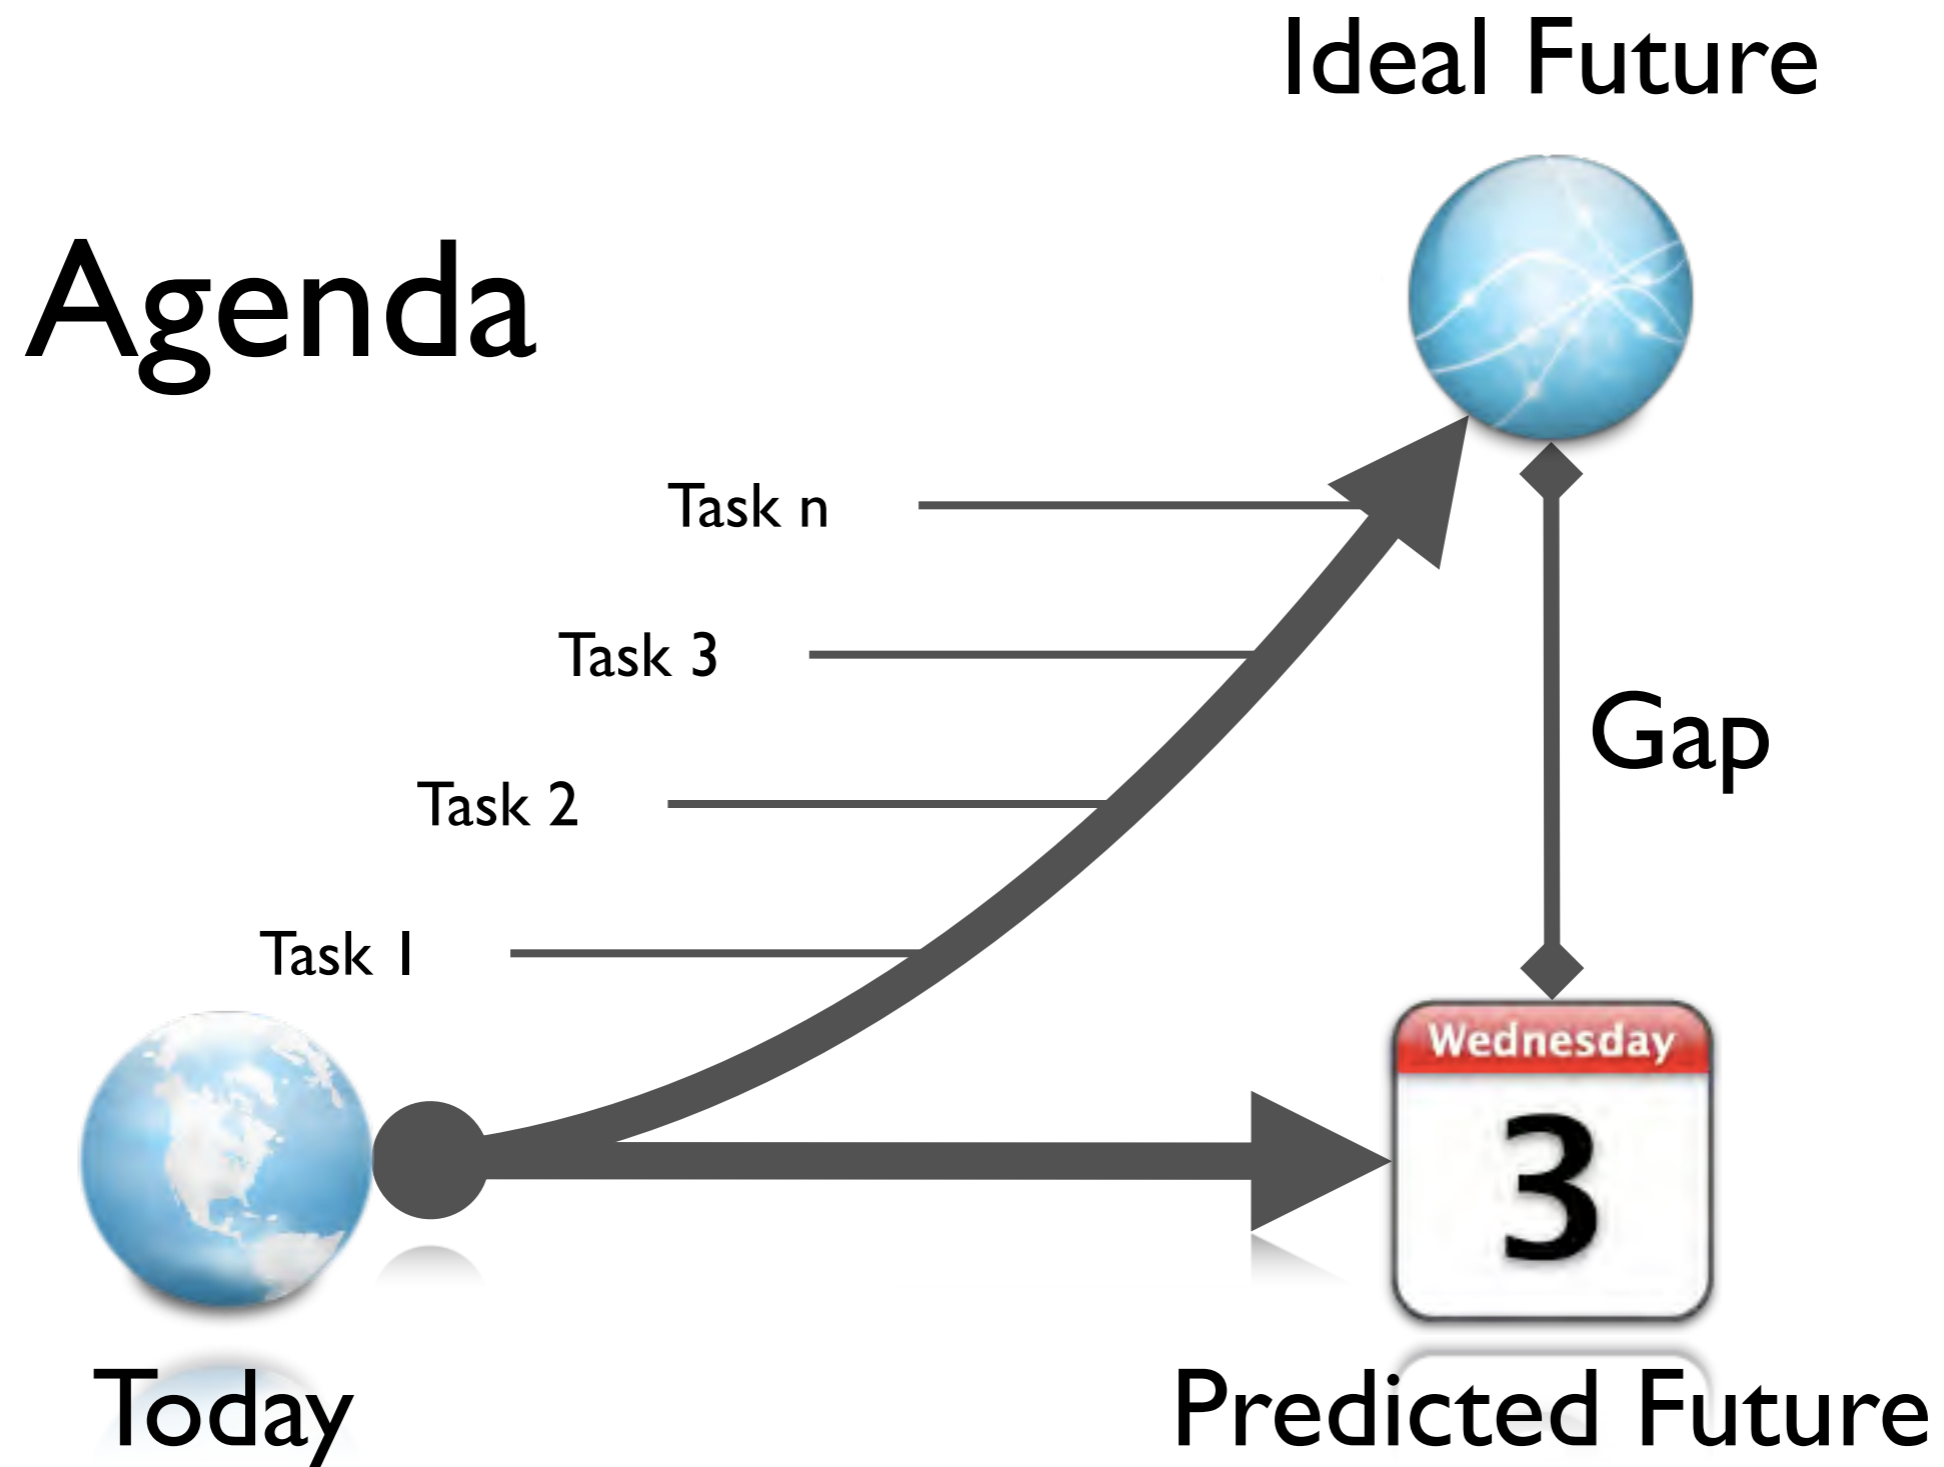 Ideal Future
Agenda
Task n
Task 3
Gap
Task 2
Task 1
Wednesday
3
Today
Predicted Future